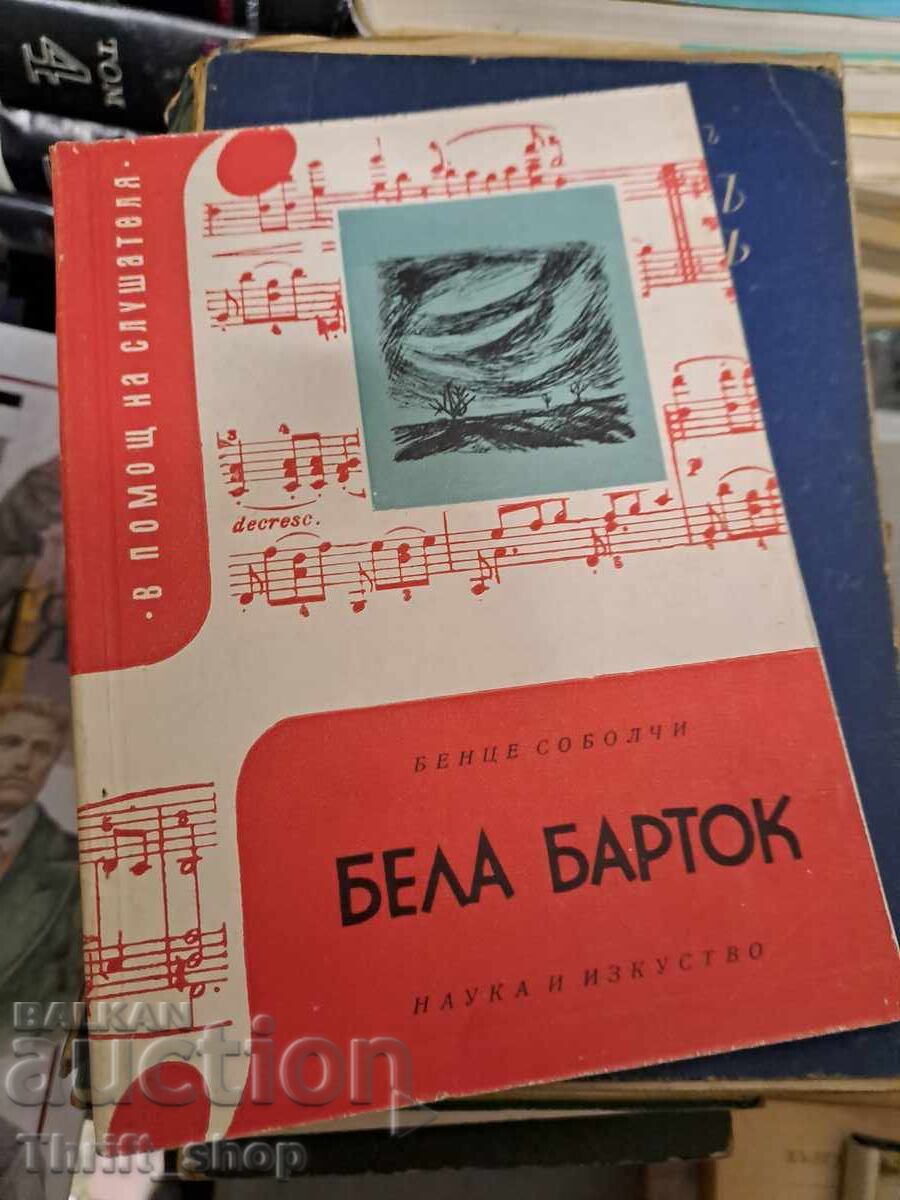 ТОМ 4
· В ПОМОЩ НА СЛУШАТЕЛЯ ·
decresc.
p
БЕНЦЕ СОБОЛЧИ
БЕЛА БАРТОК
НАУКА И ИЗКУСТВО
BALKAN
auction
Thrift_shop